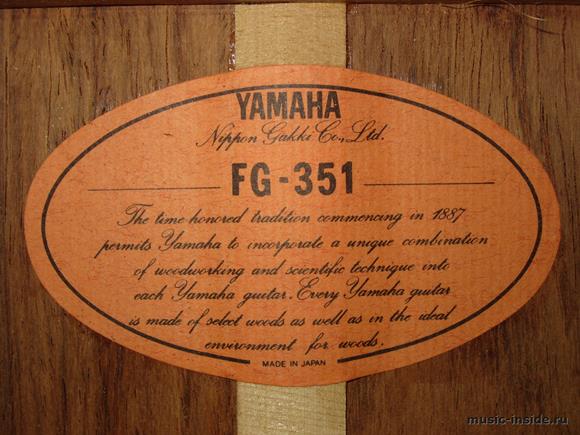 YAMAHA
Nippon Gakki Co., Ltd.
FG-351
The time honored tradition commencing in 1887
permits Yamaha to incorporate a unique combination
of woodworking and scientific technique into
each Yamaha guitar. Every Yamaha guitar
is made of select woods as well as in the ideal
environment for woods.
MADE IN JAPAN
music-inside.ru